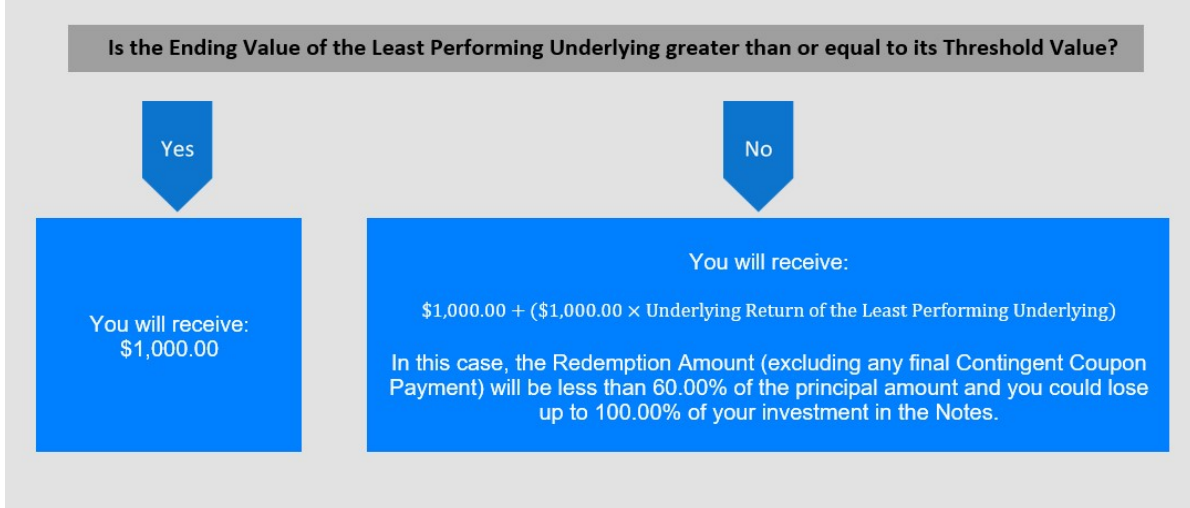 Is the Ending Value of the Least Performing Underlying greater than or equal to its Threshold Value?
Yes
No
You will receive:
$1,000.00
You will receive:
$1,000.00 + ($1,000.00 × Underlying Return of the Least Performing Underlying)
In this case, the Redemption Amount (excluding any final Contingent Coupon
Payment) will be less than 60.00% of the principal amount and you could lose
up to 100.00% of your investment in the Notes.